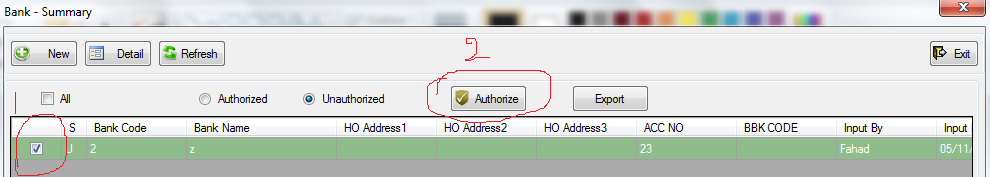 Bank - Summary
New Detail Refresh Exit
2
All Authorized Unauthorized Authorize Export
S Bank Code Bank Name HO Address1 HO Address2 HO Address3 ACC NO BBK CODE Input By Input
U 2 z 23 Fahad 05/11/